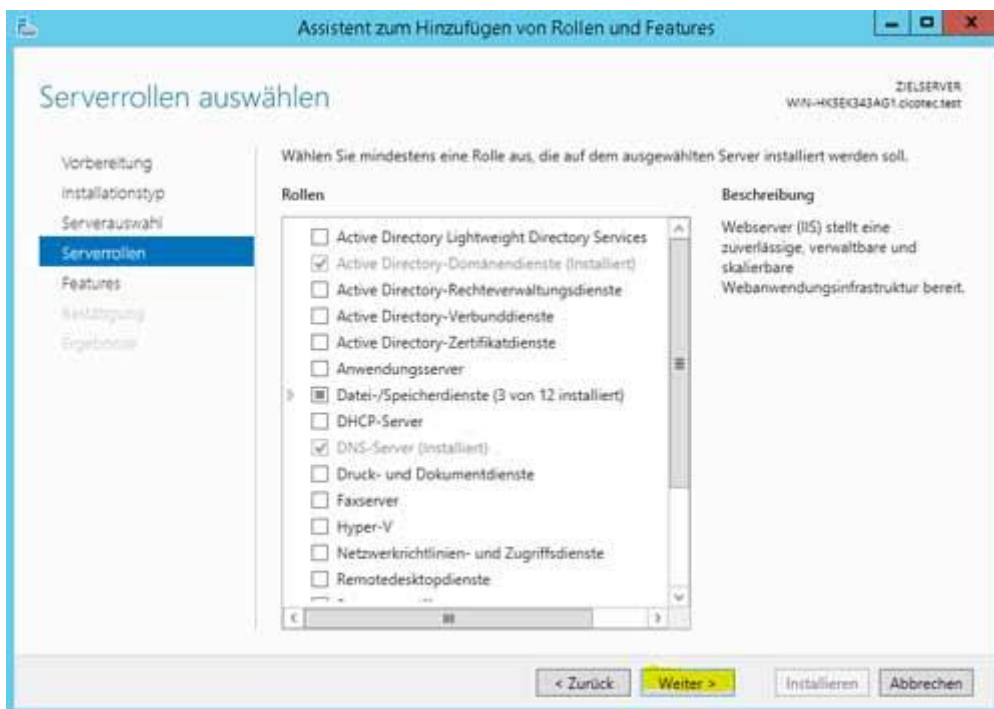 Assistent zum Hinzufügen von Rollen und Features
Serverrollen auswählen
ZIELSERVER
WIN-HK5EK343AG1.cicotec.test
Vorbereitung
Installationstyp
Serverauswahl
Serverrollen
Features
Bestätigung
Ergebnisse
Wählen Sie mindestens eine Rolle aus, die auf dem ausgewählten Server installiert werden soll.
Rollen
Active Directory Lightweight Directory Services
Active Directory-Domänendienste (Installiert)
Active Directory-Rechteverwaltungsdienste
Active Directory-Verbunddienste
Active Directory-Zertifikatdienste
Anwendungsserver
Datei-/Speicherdienste (3 von 12 installiert)
DHCP-Server
DNS-Server (Installiert)
Druck- und Dokumentdienste
Faxserver
Hyper-V
Netzwerkrichtlinien- und Zugriffsdienste
Remotedesktopdienste
Beschreibung
Webserver (IIS) stellt eine
zuverlässige, verwaltbare und
skalierbare
Webanwendungsinfrastruktur bereit.
< Zurück
Weiter >
Installieren
Abbrechen